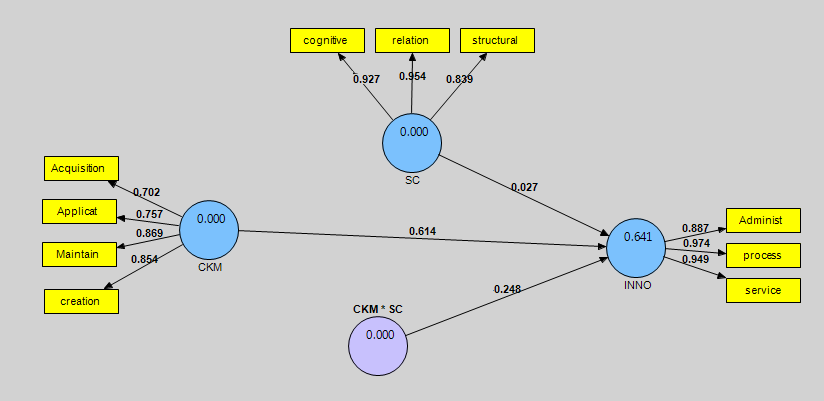 cognitive
relation
structural
0.927
0.954
0.839
0.000
SC
Acquisition
Applicat
Maintain
creation
0.702
0.757
0.869
0.854
0.000
CKM
0.027
0.614
0.248
CKM * SC
0.000
0.641
INNO
0.887
0.974
0.949
Administ
process
service